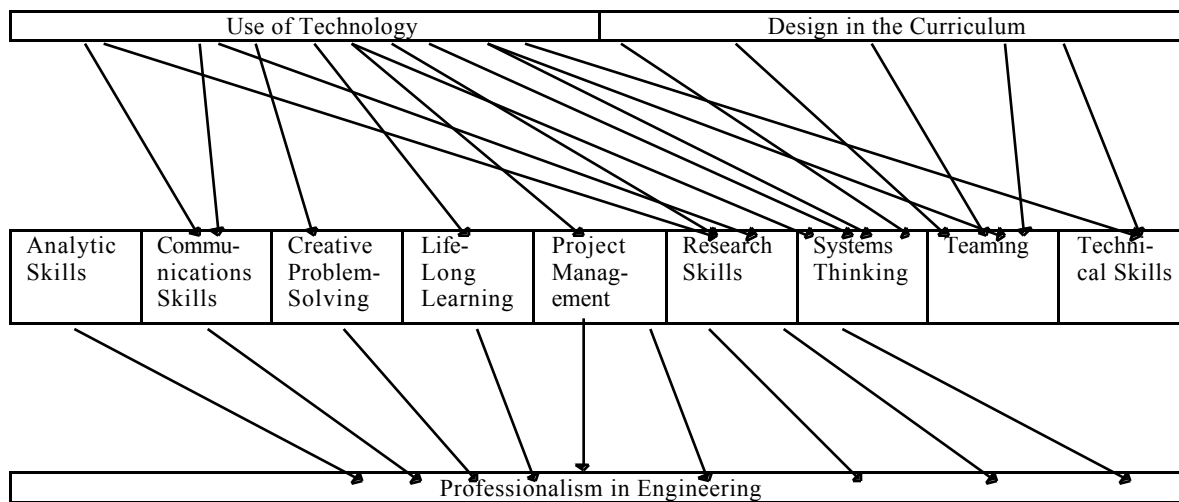 Use of Technology
Design in the Curriculum
Analytic
Skills
Commu-
nications
Skills
Creative
Problem-
Solving
Life-
Long
Learning
Project
Manag-
ement
Research
Skills
Systems
Thinking
Teaming
Techni-
cal Skills
Professionalism in Engineering